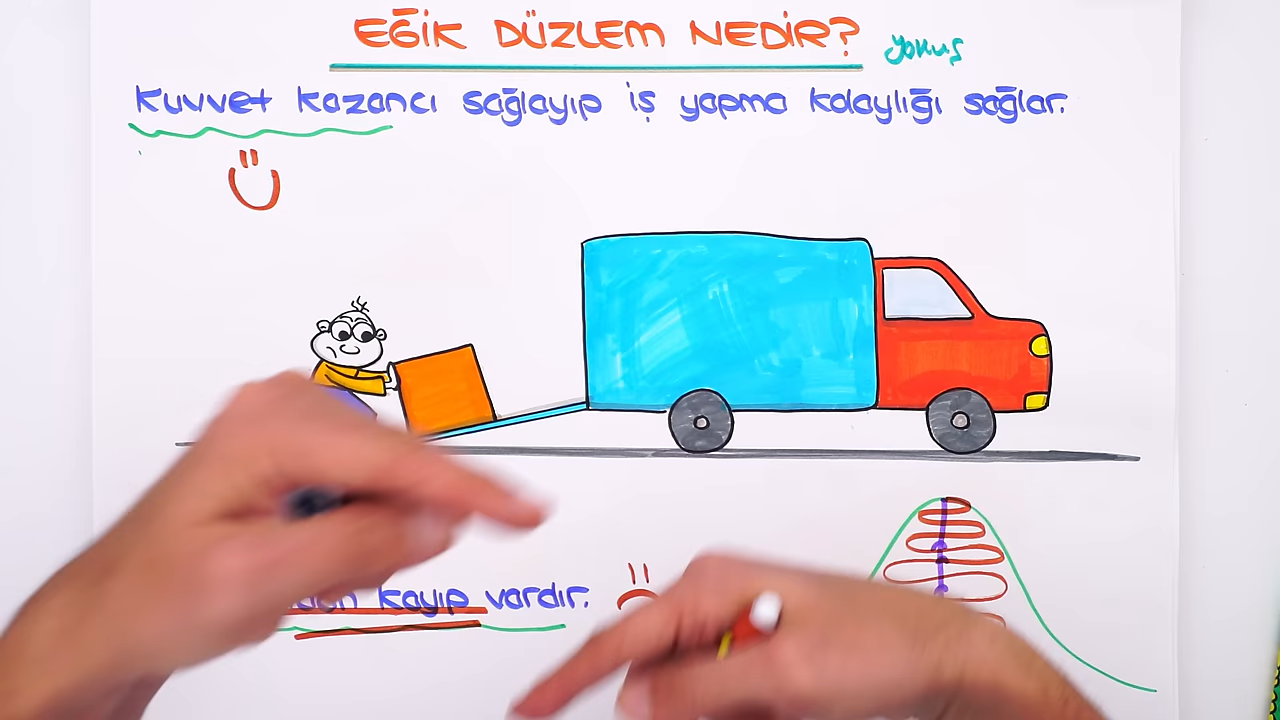 EĞİK DÜZLEM NEDİR?
yokuş
Kuvvet kazancı sağlayıp iş yapma kolaylığı sağlar.
kayıp vardır.